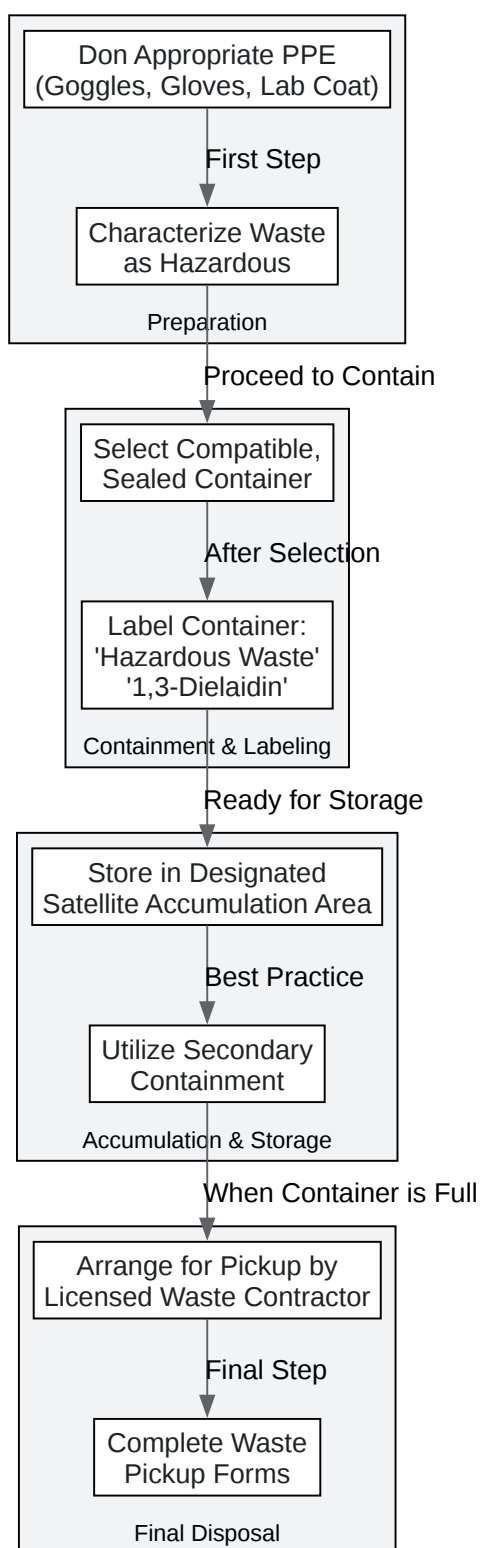 Don Appropriate PPE
(Goggles, Gloves, Lab Coat)
First Step
Characterize Waste
as Hazardous
Preparation
Proceed to Contain
Select Compatible,
Sealed Container
After Selection
Label Container:
'Hazardous Waste'
'1,3-Dielaidin'
Containment & Labeling
Ready for Storage
Store in Designated
Satellite Accumulation Area
Best Practice
Utilize Secondary
Containment
Accumulation & Storage
When Container is Full
Arrange for Pickup by
Licensed Waste Contractor
Final Step
Complete Waste
Pickup Forms
Final Disposal